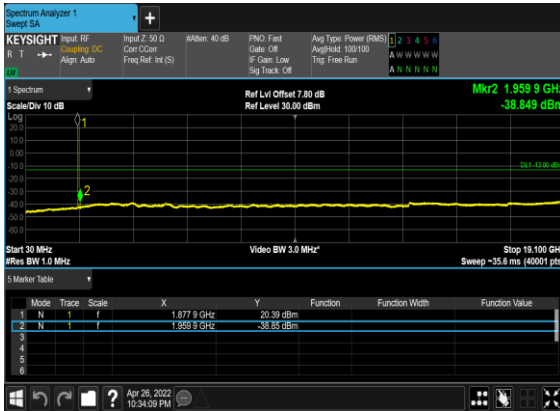 Spectrum Analyzer 1
Swept SA
+
KEYSIGHT Input: RF Input Z: 50 Ω #Atten: 40 dB PNO: Fast Avg Type: Power (RMS) 1 2 3 4 5 6
R T Coupling: DC Corr CCorr Gate: Off Avg|Hold: 100/100 A W W W W W
Align: Auto Freq Ref: Int (S) IF Gain: Low Trig: Free Run
Sig Track: Off A N N N N N
1 Spectrum Ref Lvl Offset 7.80 dB Mkr2 1.959 9 GHz
Scale/Div 10 dB Ref Level 30.00 dBm -38.849 dBm
Log
1
20.0
10.0
0.00
-10.0
DL1 -13.00 dBm
-20.0
-30.0
2
-40.0
-50.0
-60.0
Start 30 MHz Video BW 3.0 MHz* Stop 19.100 GHz
#Res BW 1.0 MHz Sweep ~35.6 ms (40001 pts)
5 Marker Table
Mode Trace Scale X Y Function Function Width Function Value
1 N 1 f 1.877 9 GHz 20.39 dBm
2 N 1 f 1.959 9 GHz -38.85 dBm
3
4
5
6
? Apr 26, 2022
10:34:09 PM